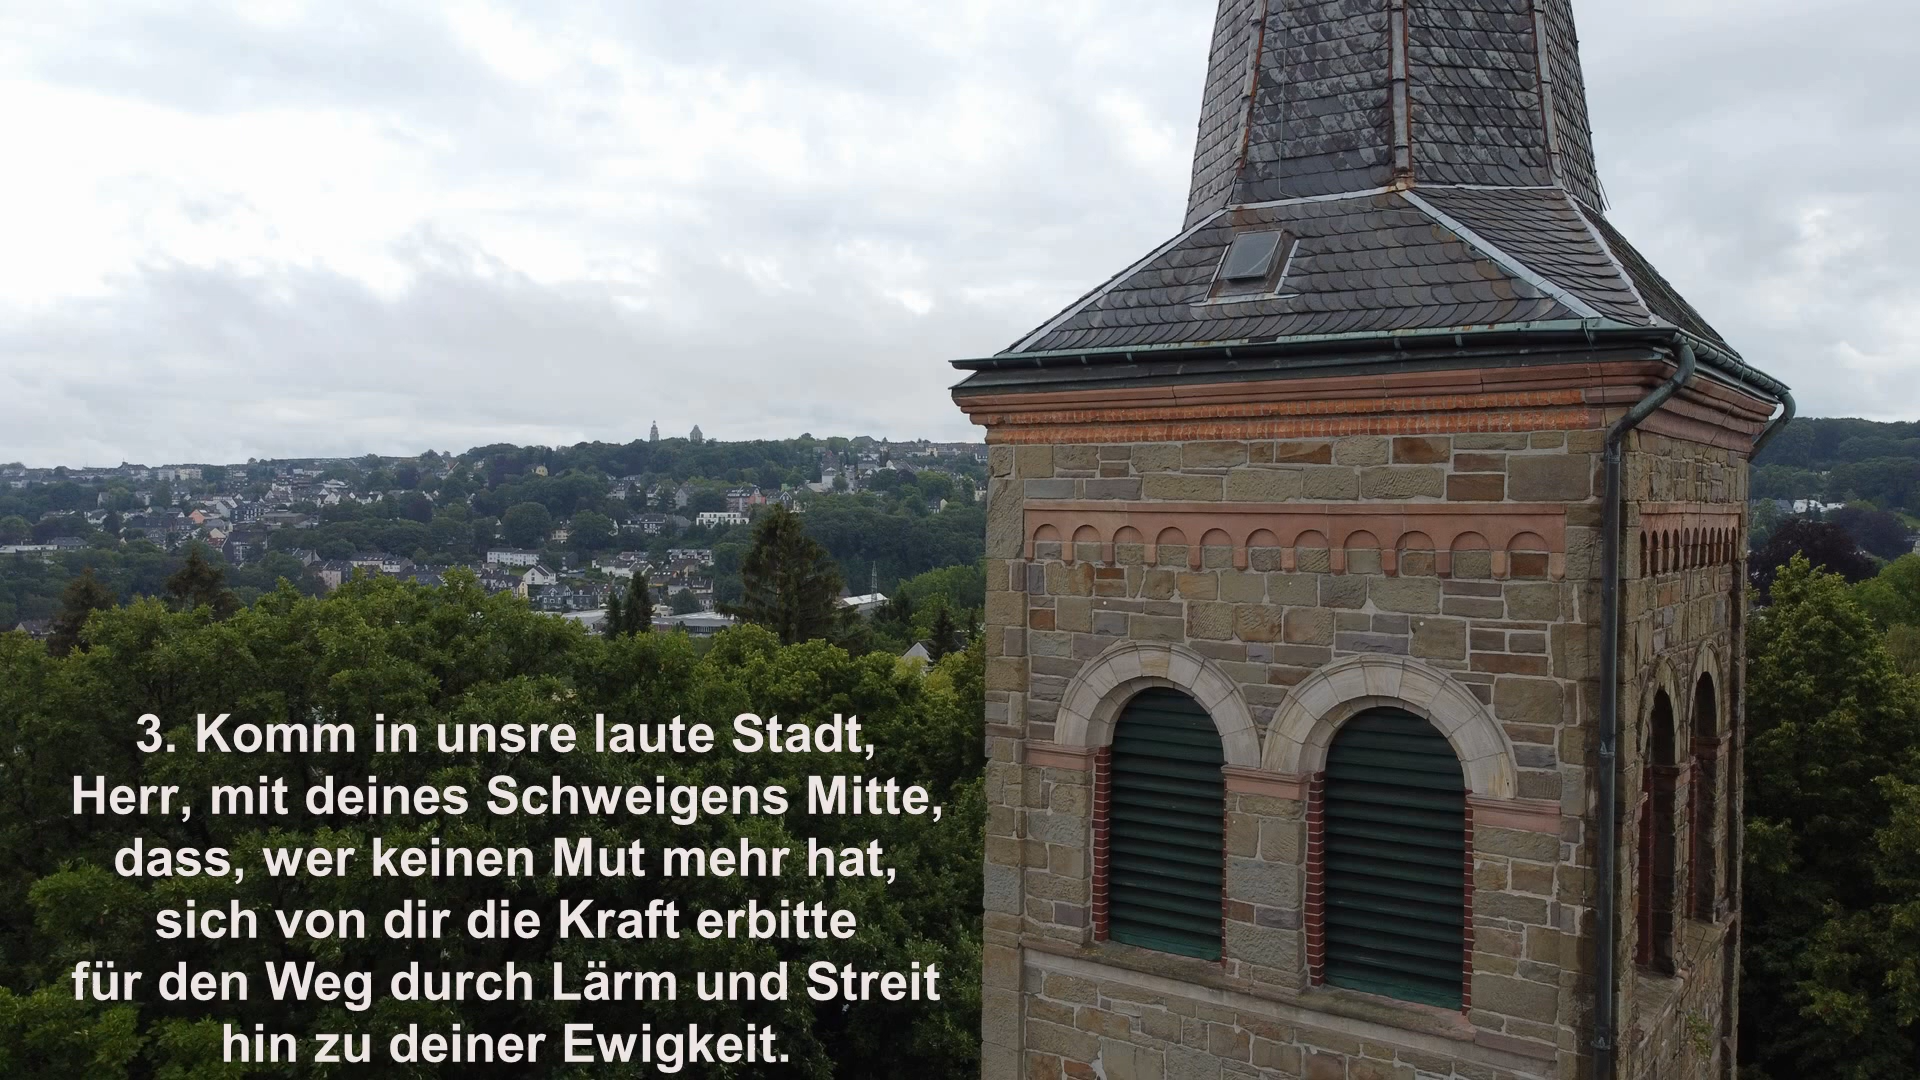 3. Komm in unsre laute Stadt,
Herr, mit deines Schweigens Mitte,
dass, wer keinen Mut mehr hat,
sich von dir die Kraft erbitte
für den Weg durch Lärm und Streit
hin zu deiner Ewigkeit.